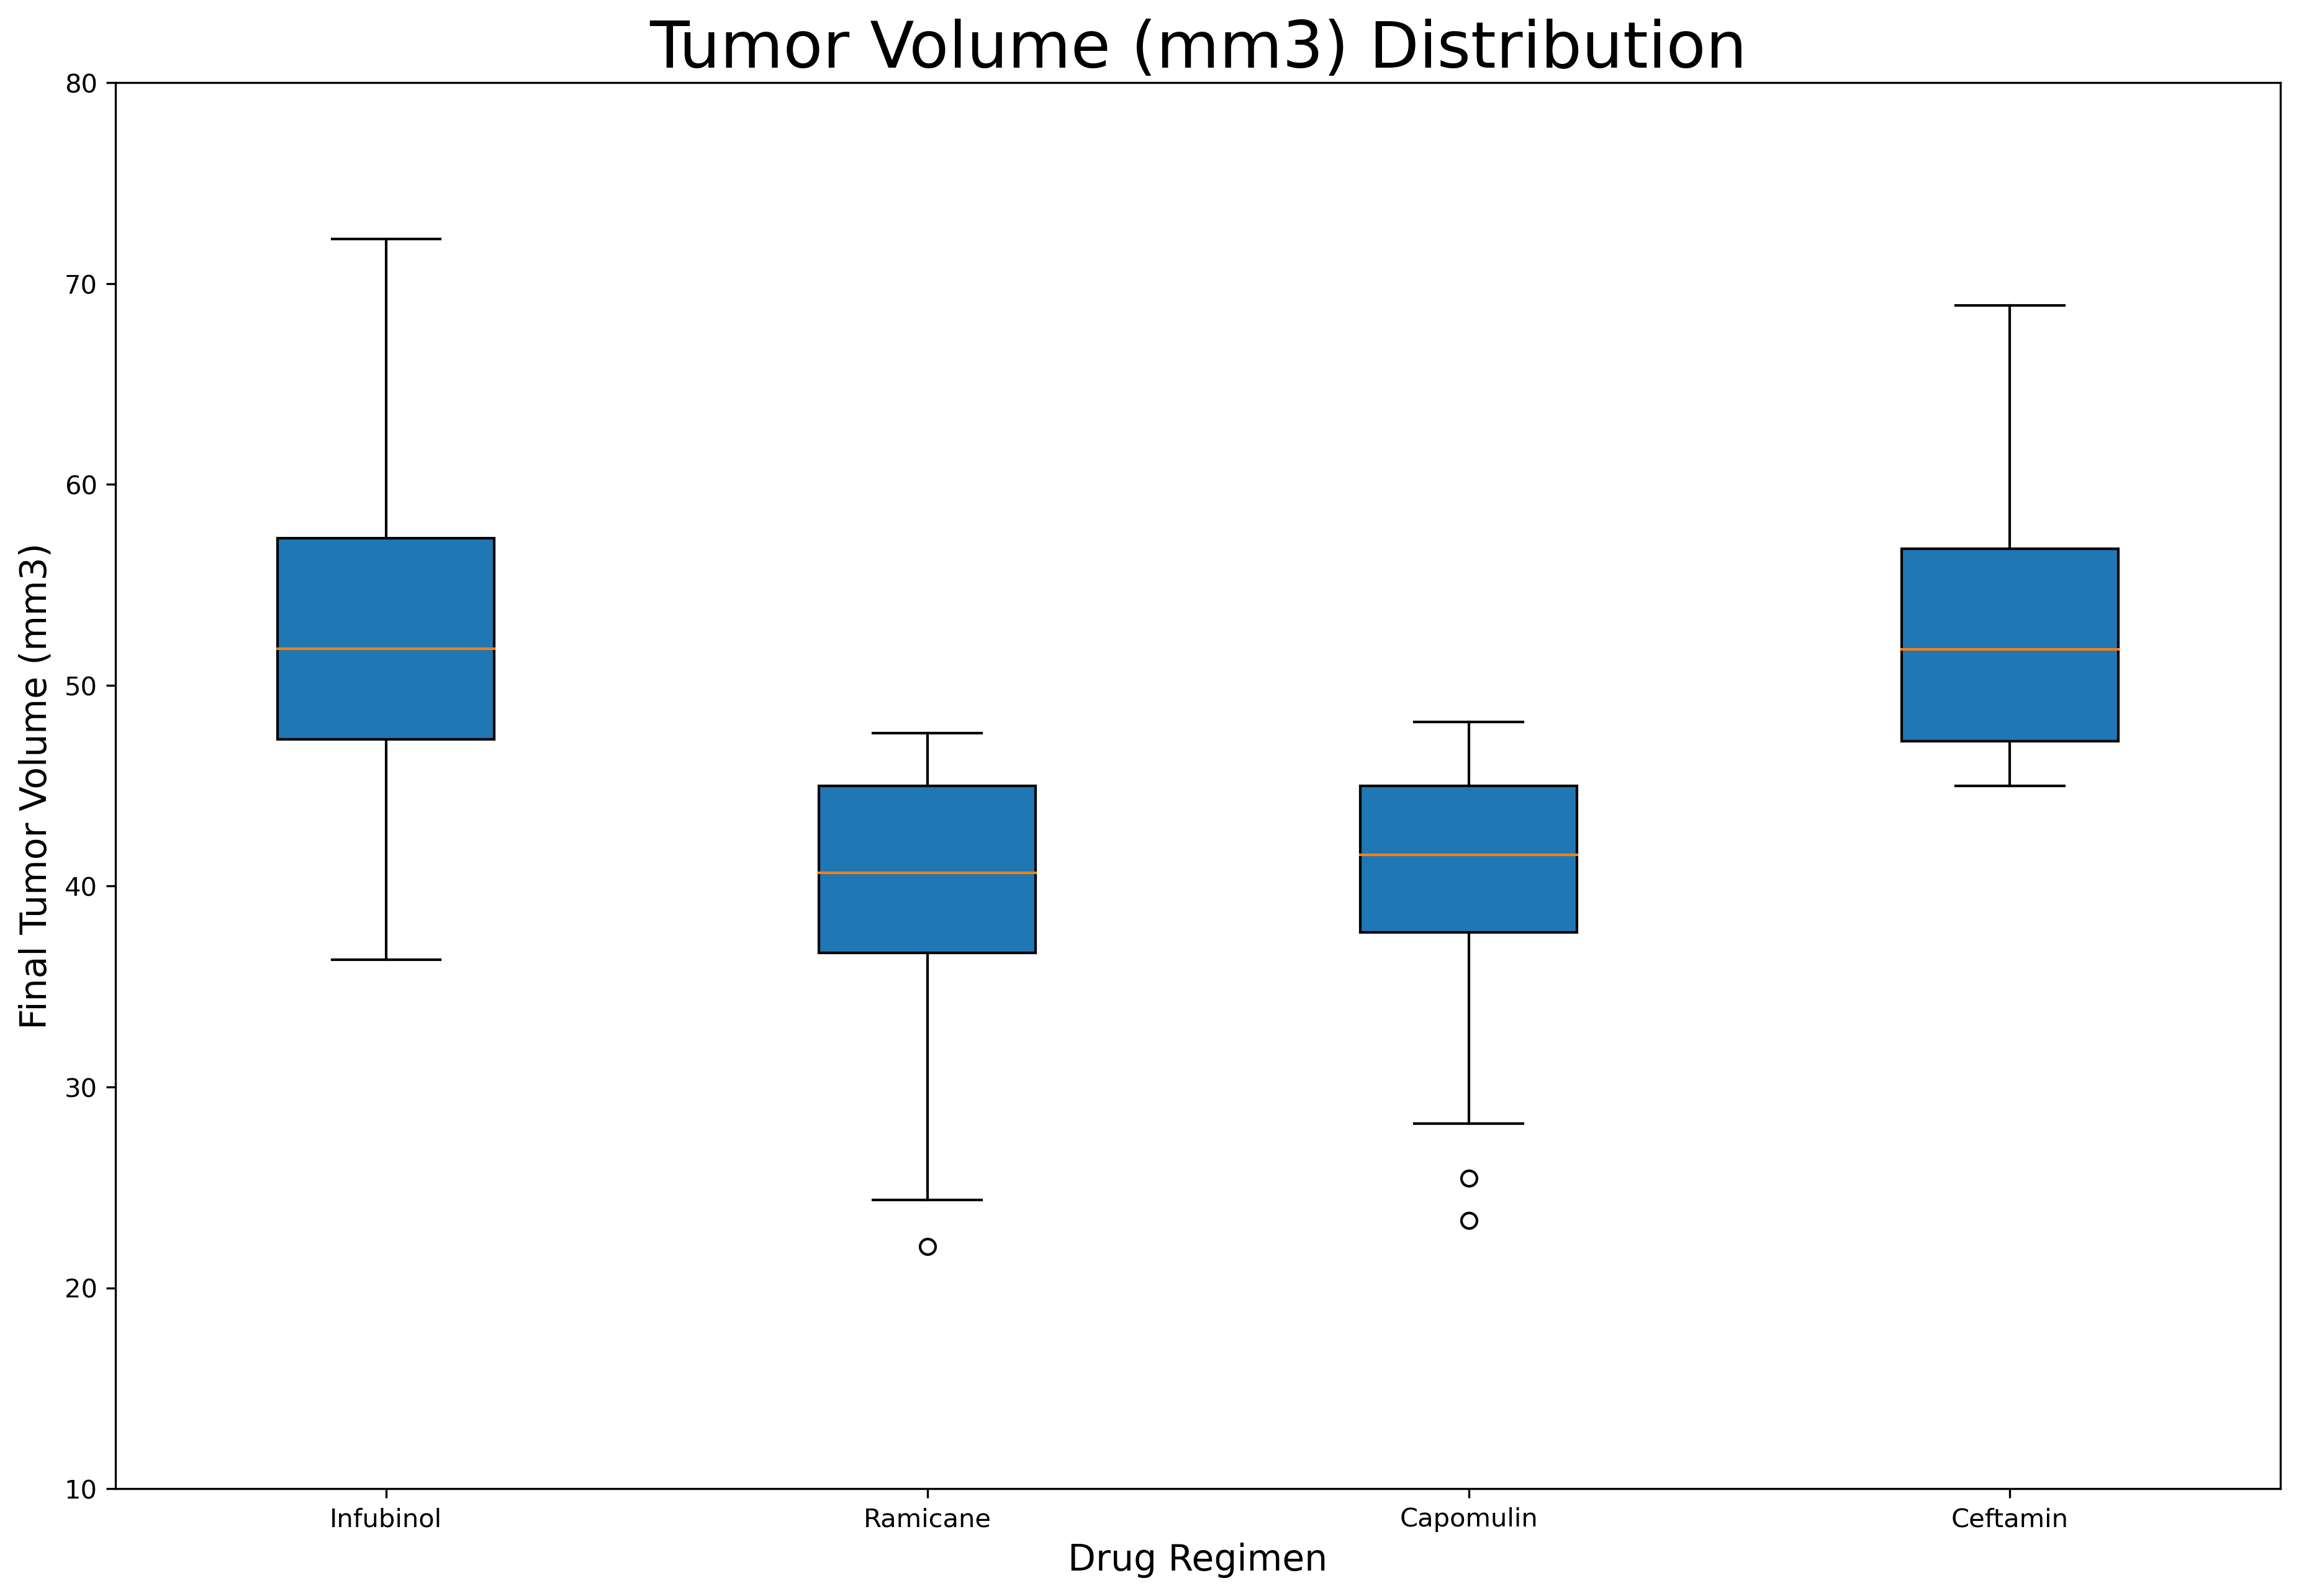 Tumor Volume (mm3) Distribution
Final Tumor Volume (mm3)
80
70
60
50
40
30
20
10
Infubinol Ramicane Capomulin Ceftamin
Drug Regimen